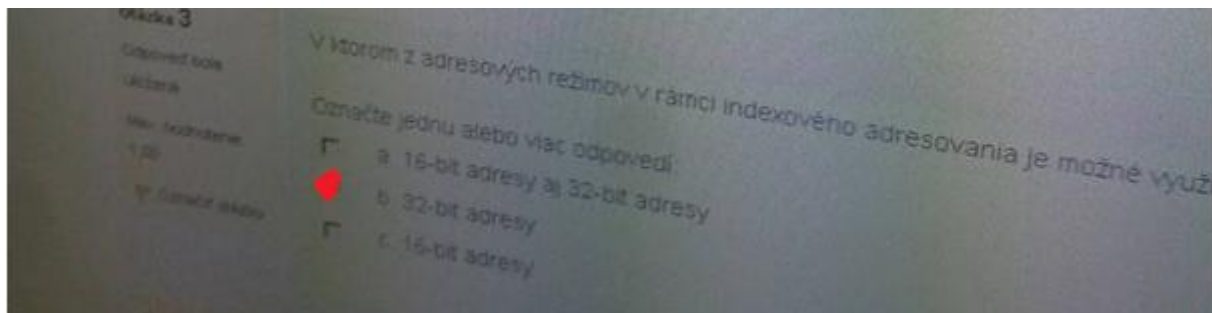 Otázka 3
Odpoveď bola
uložená
Max. hodnotenie
1,00
Označiť otázku
V ktorom z adresových režimov v rámci indexového adresovania je možné využi
Označte jednu alebo viac odpovedí:
a. 16-bit adresy aj 32-bit adresy
b. 32-bit adresy
c. 16-bit adresy